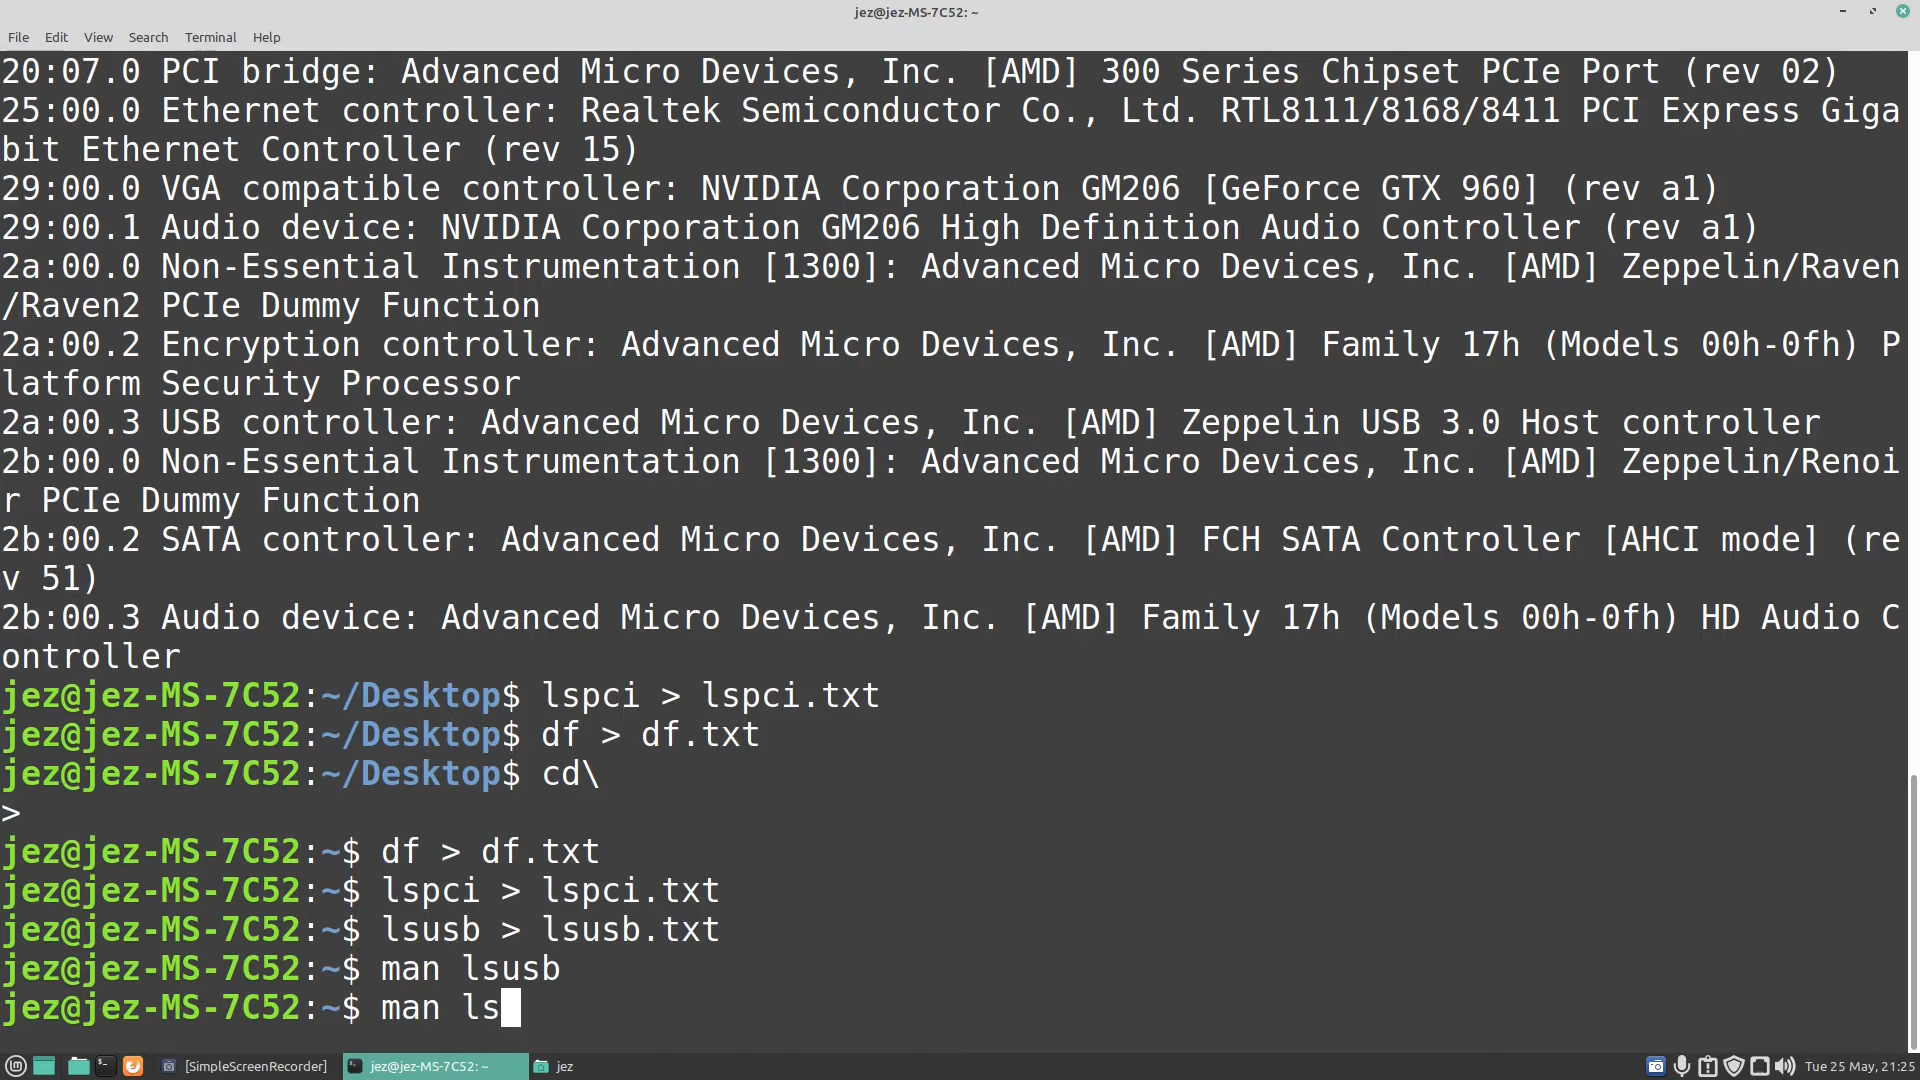 jez@jez-MS-7C52: ~
File Edit View Search Terminal Help
20:07.0 PCI bridge: Advanced Micro Devices, Inc. [AMD] 300 Series Chipset PCIe Port (rev 02)
25:00.0 Ethernet controller: Realtek Semiconductor Co., Ltd. RTL8111/8168/8411 PCI Express Giga
bit Ethernet Controller (rev 15)
29:00.0 VGA compatible controller: NVIDIA Corporation GM206 [GeForce GTX 960] (rev a1)
29:00.1 Audio device: NVIDIA Corporation GM206 High Definition Audio Controller (rev a1)
2a:00.0 Non-Essential Instrumentation [1300]: Advanced Micro Devices, Inc. [AMD] Zeppelin/Raven
/Raven2 PCIe Dummy Function
2a:00.2 Encryption controller: Advanced Micro Devices, Inc. [AMD] Family 17h (Models 00h-0fh) P
latform Security Processor
2a:00.3 USB controller: Advanced Micro Devices, Inc. [AMD] Zeppelin USB 3.0 Host controller
2b:00.0 Non-Essential Instrumentation [1300]: Advanced Micro Devices, Inc. [AMD] Zeppelin/Renoi
r PCIe Dummy Function
2b:00.2 SATA controller: Advanced Micro Devices, Inc. [AMD] FCH SATA Controller [AHCI mode] (re
v 51)
2b:00.3 Audio device: Advanced Micro Devices, Inc. [AMD] Family 17h (Models 00h-0fh) HD Audio C
ontroller
jez@jez-MS-7C52:~/Desktop$ lspci > lspci.txt
jez@jez-MS-7C52:~/Desktop$ df > df.txt
jez@jez-MS-7C52:~/Desktop$ cd\
>
jez@jez-MS-7C52:~$ df > df.txt
jez@jez-MS-7C52:~$ lspci > lspci.txt
jez@jez-MS-7C52:~$ lsusb > lsusb.txt
jez@jez-MS-7C52:~$ man lsusb
jez@jez-MS-7C52:~$ man ls
[SimpleScreenRecorder] jez@jez-MS-7C52: ~ jez Tue 25 May, 21:25